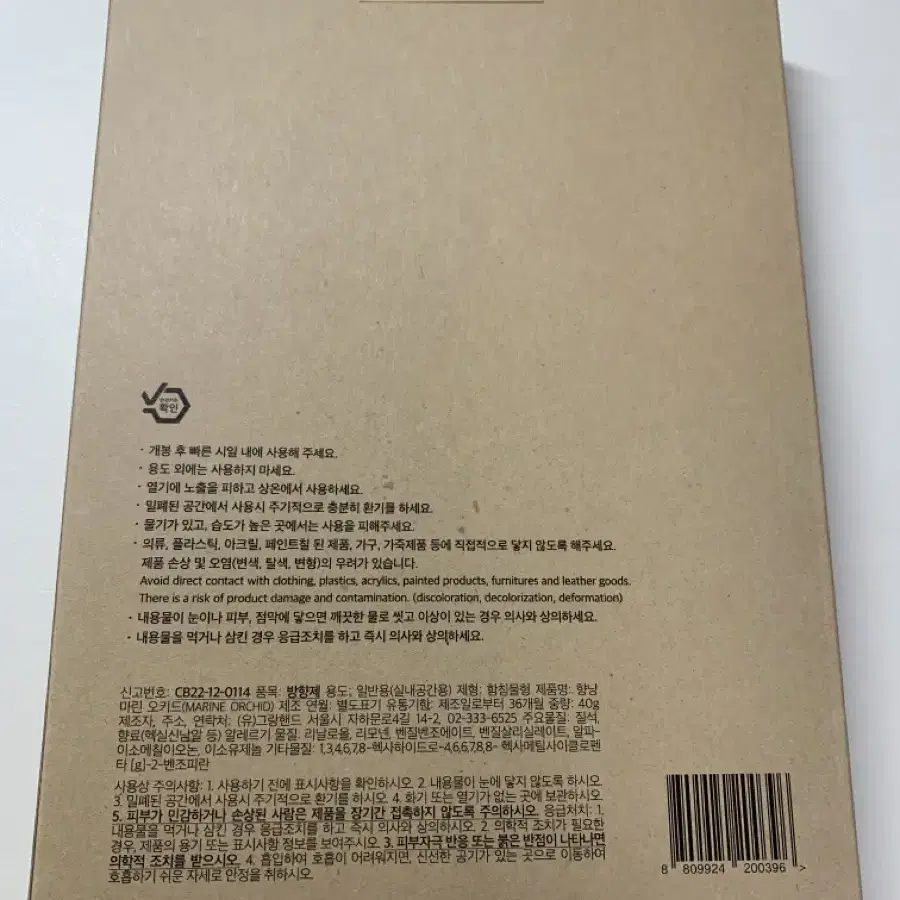 확인
· 개봉 후 빠른 시일 내에 사용해 주세요.
· 용도 외에는 사용하지 마세요.
· 열기에 노출을 피하고 상온에서 사용하세요.
· 밀폐된 공간에서 사용시 주기적으로 충분히 환기를 하세요.
· 물기가 있고, 습도가 높은 곳에서는 사용을 피해주세요.
· 의류, 플라스틱, 아크릴, 페인트칠 된 제품, 가구, 가죽제품 등에 직접적으로 닿지 않도록 해주세요.
제품 손상 및 오염(변색, 탈색, 변형)의 우려가 있습니다.
Avoid direct contact with clothing, plastics, acrylics, painted products, furnitures and leather goods.
There is a risk of product damage and contamination. (discoloration, decolorization, deformation)
· 내용물이 눈이나 피부, 점막에 닿으면 깨끗한 물로 씻고 이상이 있는 경우 의사와 상의하세요.
· 내용물을 먹거나 삼킨 경우 응급조치를 하고 즉시 의사와 상의하세요.
신고번호: CB22-12-0114 품목: 방향제 용도: 일반용(실내공간용) 제형: 함침물형 제품명: 향낭
마린 오키드(MARINE ORCHID) 제조 연월: 별도표기 유통기한: 제조일로부터 36개월 중량: 40g
제조자, 주소, 연락처: (유)그랑핸드 서울시 자하문로4길 14-2, 02-333-6525 주요물질: 질석,
향료(헥실신남알 등) 알레르기 물질: 리날로올, 리모넨, 벤질벤조에이트, 벤질살리실레이트, 알파-
이소메칠이오논, 이소유제놀 기타물질: 1,3,4,6,7,8-헥사하이드로-4,6,6,7,8,8- 헥사메틸사이클로펜
타 [g]-2-벤조피란
사용상 주의사항: 1. 사용하기 전에 표시사항을 확인하시오. 2. 내용물이 눈에 닿지 않도록 하시오.
3. 밀폐된 공간에서 사용시 주기적으로 환기를 하시오. 4. 화기 또는 열기가 없는 곳에 보관하시오.
5. 피부가 민감하거나 손상된 사람은 제품을 장기간 접촉하지 않도록 주의하시오. 응급처치: 1.
내용물을 먹거나 삼킨 경우 응급조치를 하고 즉시 의사와 상의하시오. 2. 의학적 조치가 필요한
경우, 제품의 용기 또는 표시사항 정보를 보여주시오. 3. 피부자극 반응 또는 붉은 반점이 나타나면
의학적 조치를 받으시오. 4. 흡입하여 호흡이 어려워지면, 신선한 공기가 있는 곳으로 이동하여
호흡하기 쉬운 자세로 안정을 취하시오.
8 809924 200396 >